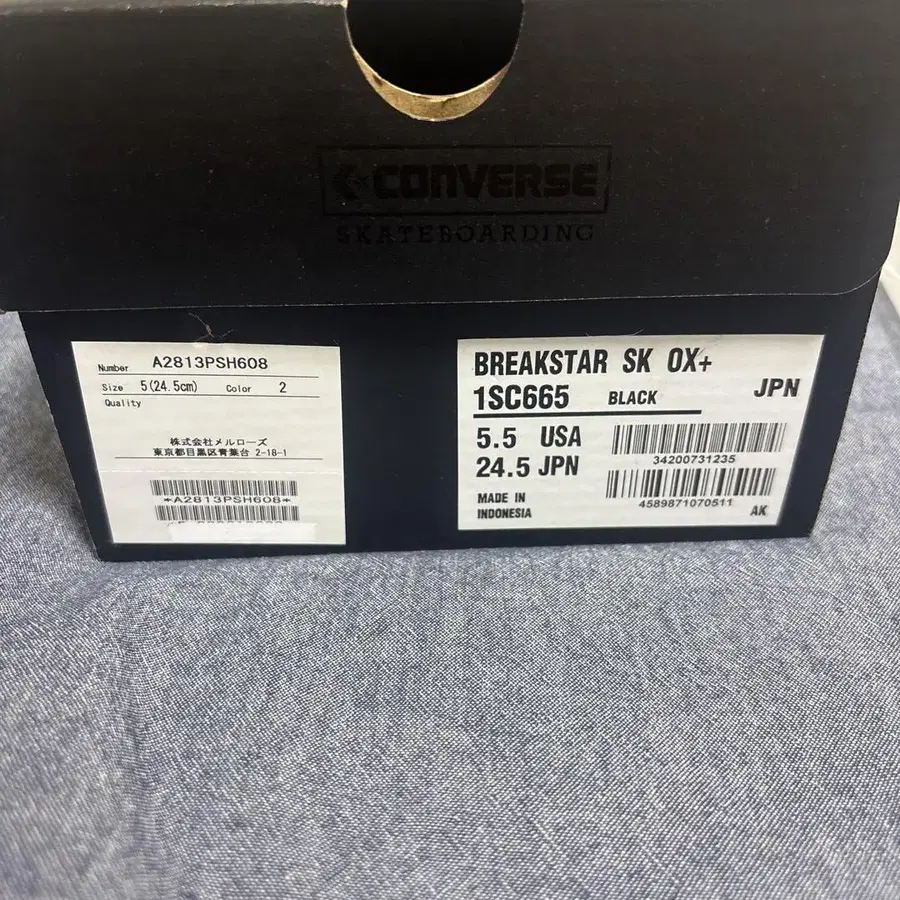 CONVERSE
SKATEBOARDING
Number A2813PSH608
Size 5(24.5cm) Color 2
Quality
株式会社メルローズ
東京都目黒区青葉台 2-18-1
*A2813PSH608*
BREAKSTAR SK OX+
1SC665 BLACK
JPN
5.5 USA
24.5 JPN
34200731235
4589871070511
MADE IN
INDONESIA
AK